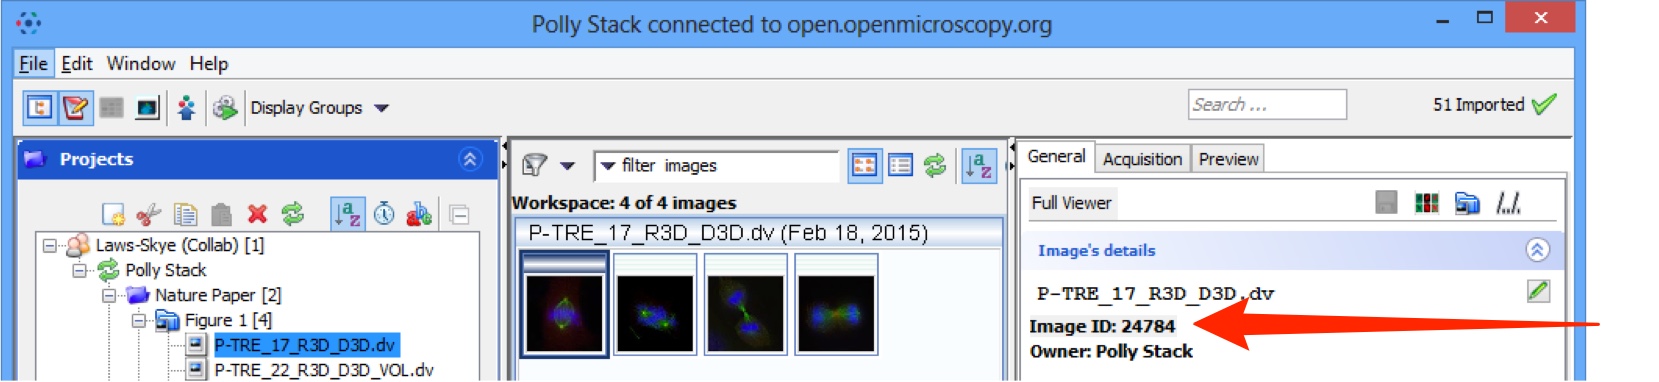 Polly Stack connected to open.openmicroscopy.org
File Edit Window Help
Display Groups
Search ...
51 Imported
Projects
filter images
General Acquisition Preview
Workspace: 4 of 4 images
Full Viewer
P-TRE_17_R3D_D3D.dv (Feb 18, 2015)
Laws-Skye (Collab) [1]
Polly Stack
Nature Paper [2]
Figure 1 [4]
P-TRE_17_R3D_D3D.dv
P-TRE_22_R3D_D3D_VOL.dv
Image's details
P-TRE_17_R3D_D3D.dv
Image ID: 24784
Owner: Polly Stack